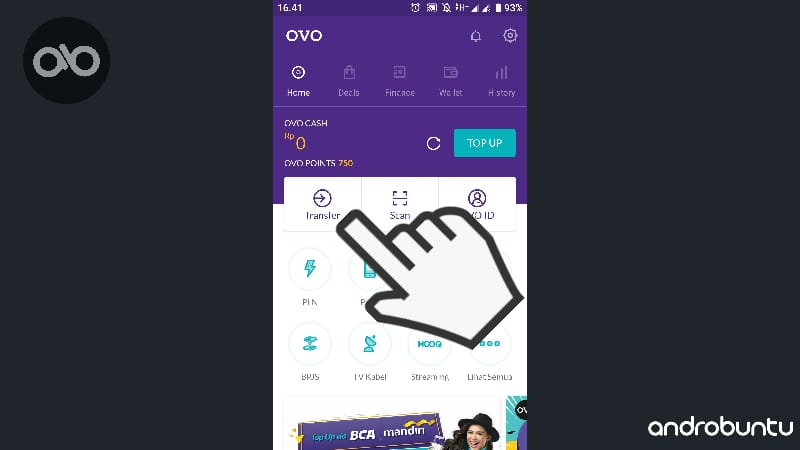 16.41
93%
OVO
Home
Deals
Finance
Wallet
History
OVO CASH
Rp 0
TOP UP
OVO POINTS 750
Transfer
Scan
ID
PLN
BPJS
TV Kabel
Streaming
Lihat Semua
HOOQ
Top Up via BCA mandiri
OVO
androbuntu